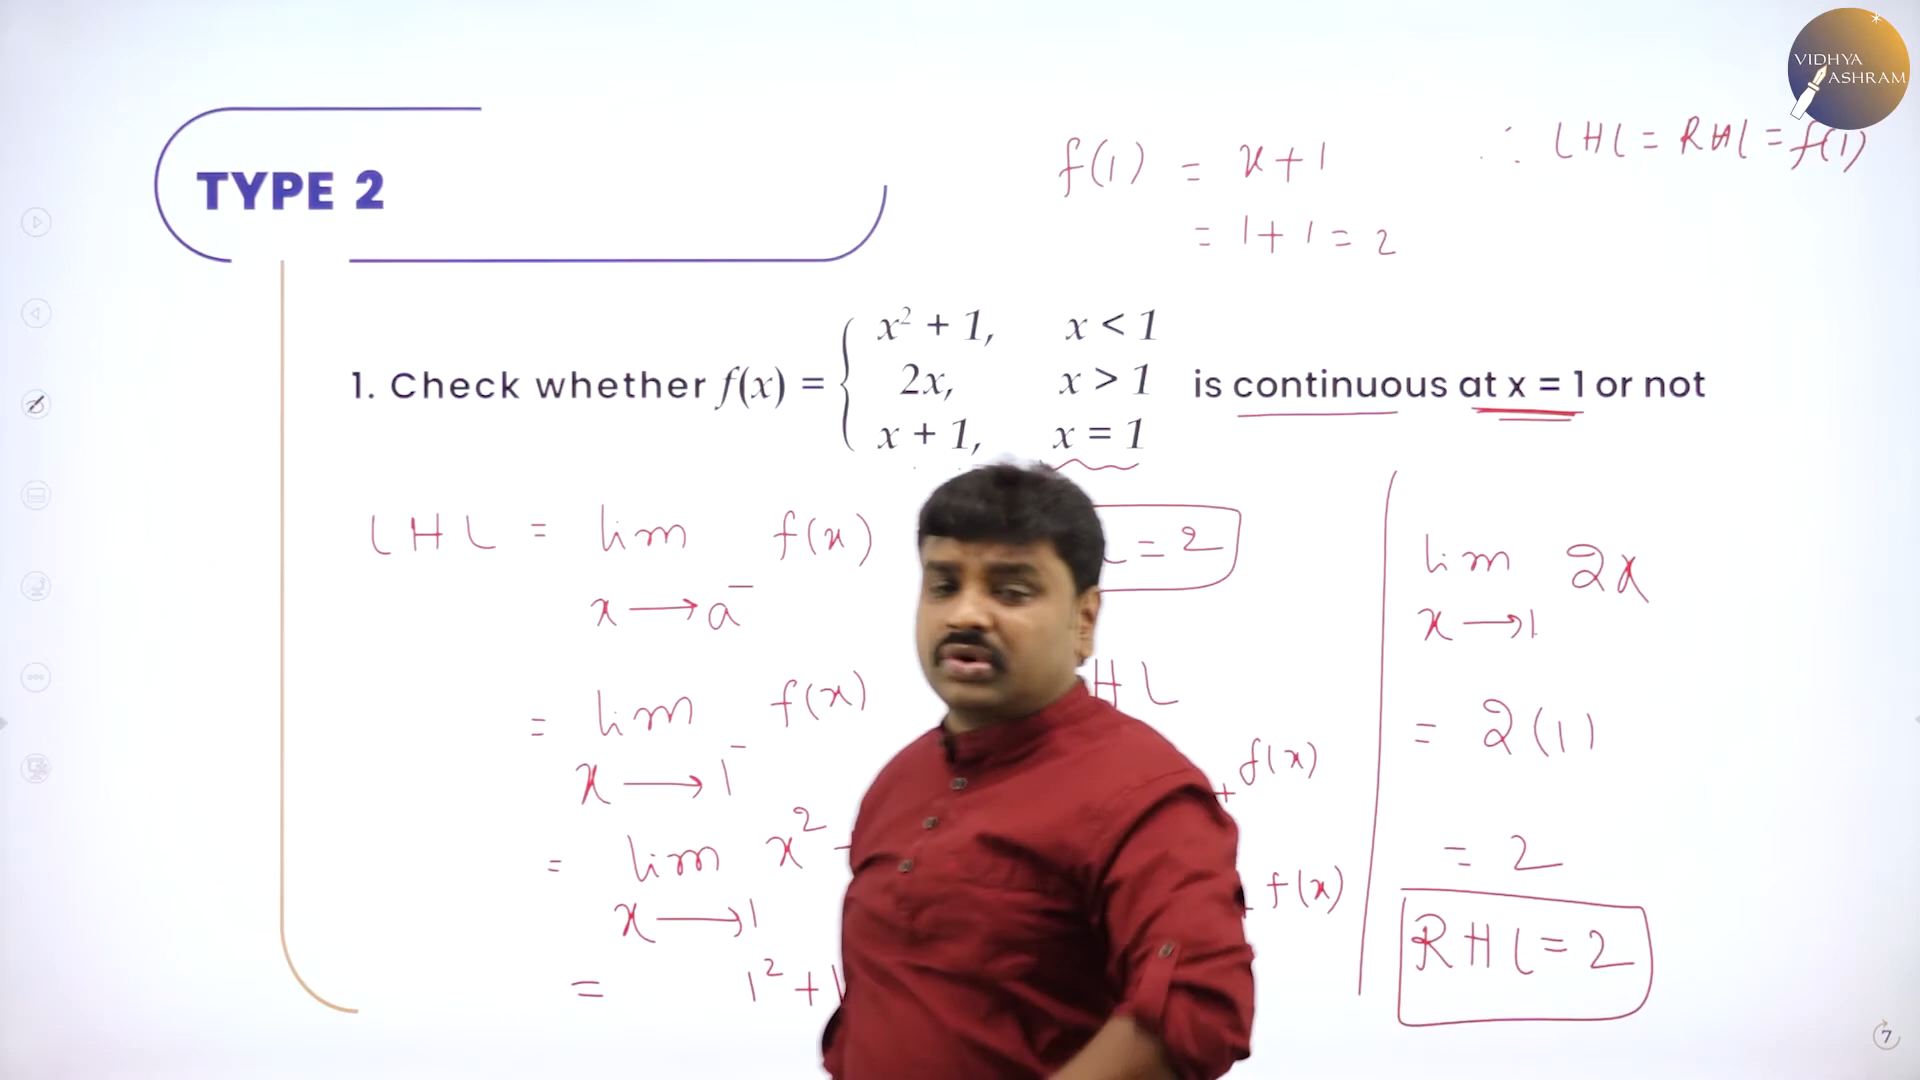 VIDHYA
ASHRAM
TYPE 2
f(1) = x + 1
= 1 + 1 = 2
∴ LHL = RHL = f(1)
1. Check whether f(x) = { x² + 1, x < 1
2x, x > 1
x + 1, x = 1
is continuous at x = 1 or not
LHL = lim f(x)
x → a⁻
= lim f(x)
x → 1⁻
= lim x²
x → 1
= 1² + 1
L = 2
HL
+ f(x)
+ f(x)
lim 2x
x → 1
= 2(1)
= 2
RHL = 2
7